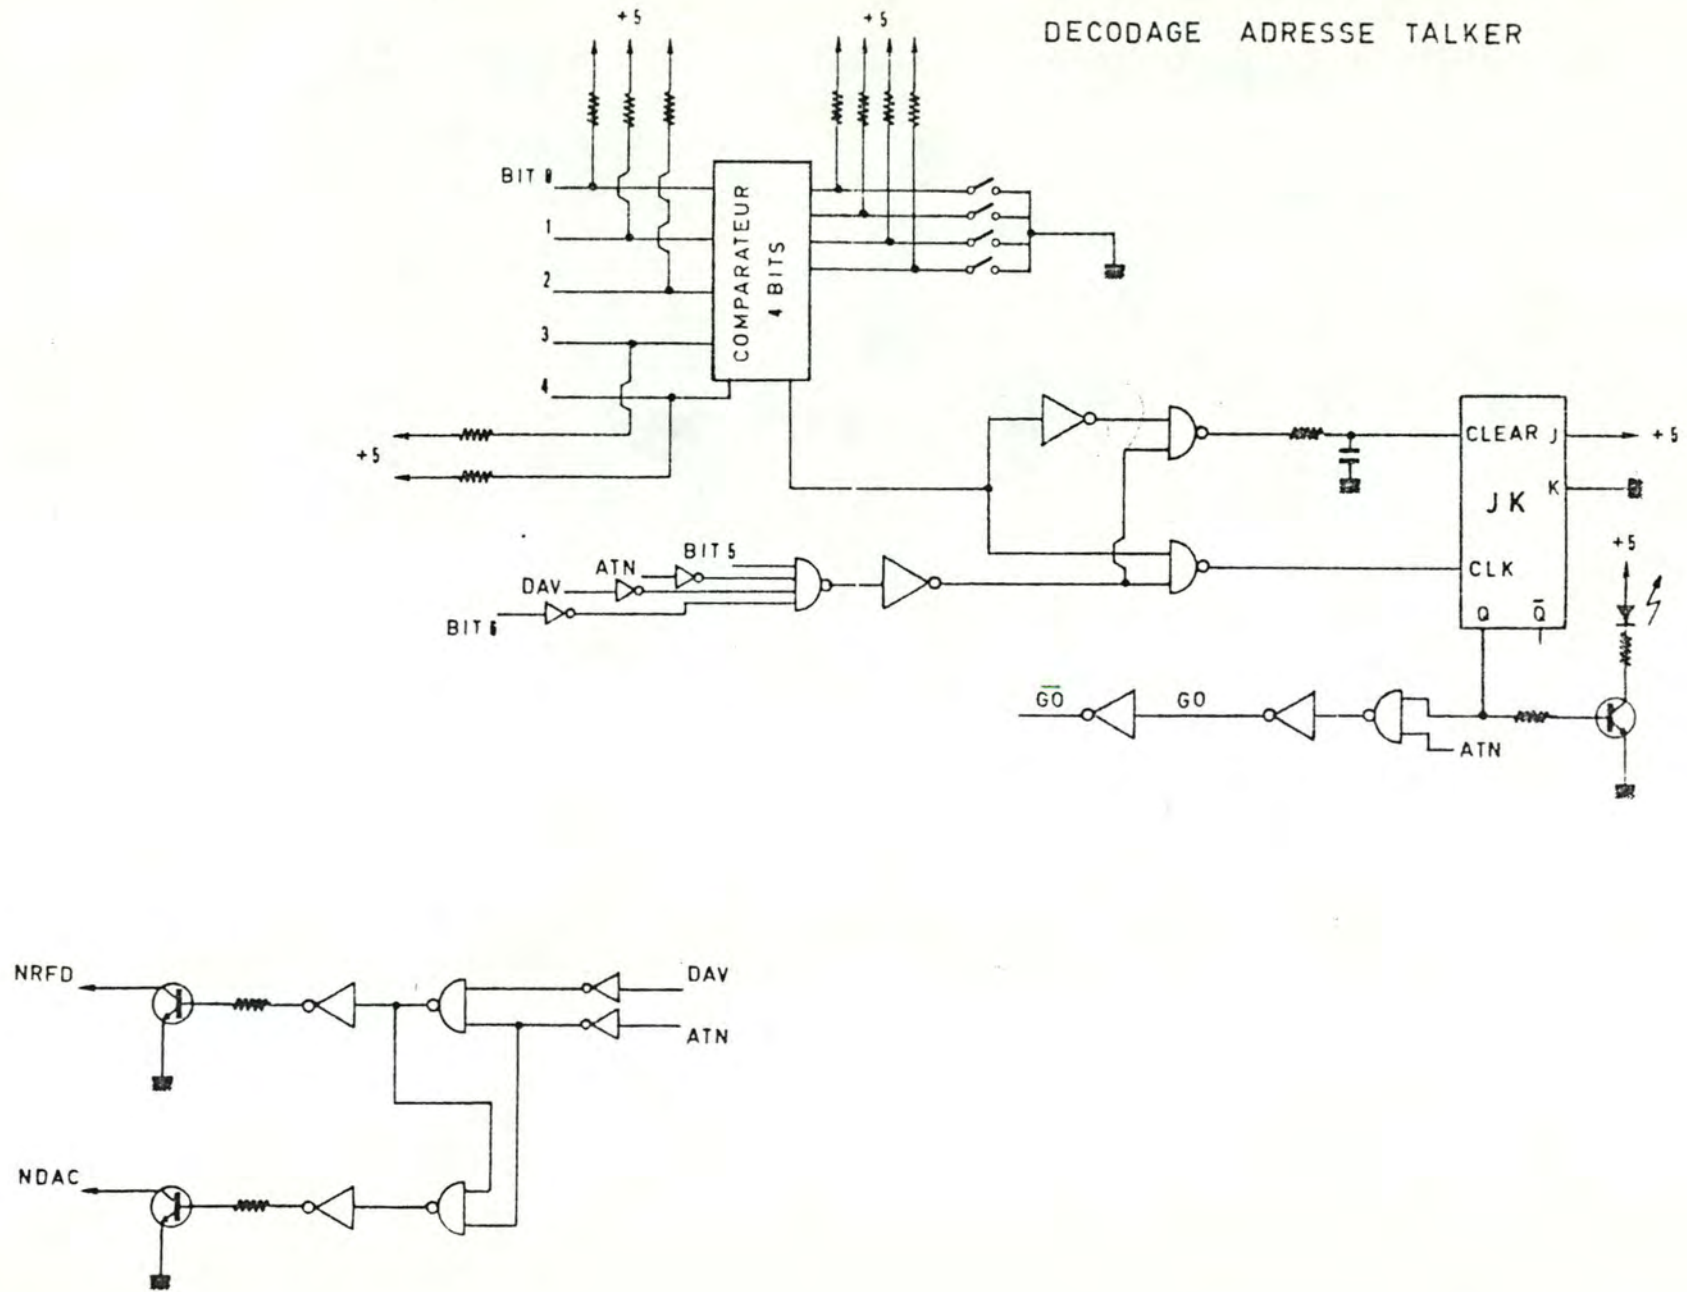 DECODAGE ADRESSE TALKER
+5
+5
BIT 0
1
2
3
4
COMPARATEUR
4 BITS
+5
CLEAR J
+5
K
JK
CLK
Q Q̅
+5
BIT 5
ATN
DAV
BIT 6
G̅O̅
GO
ATN
NRFD
DAV
ATN
NDAC